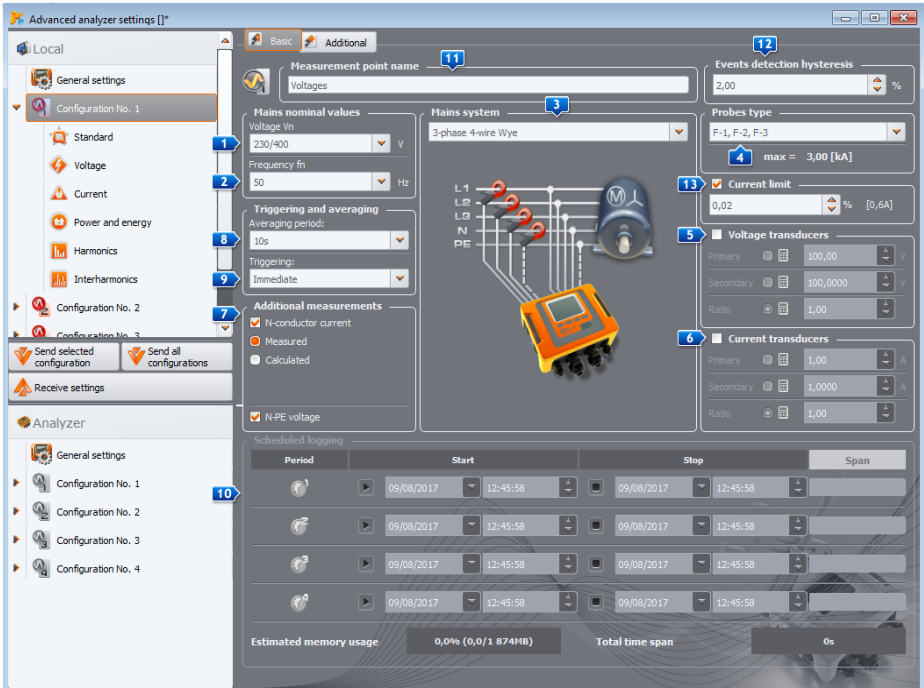 Advanced analyzer settings []*
Local
General settings
Configuration No. 1
Standard
Voltage
Current
Power and energy
Harmonics
Interharmonics
Configuration No. 2
Configuration No. 3
Send selected configuration
Send all configurations
Receive settings
Analyzer
General settings
Configuration No. 1
Configuration No. 2
Configuration No. 3
Configuration No. 4
Basic
Additional
11
Measurement point name
Voltages
12
Events detection hysteresis
2,00 %
Mains nominal values
Voltage Vn
1
230/400 V
Frequency fn
2
50 Hz
3
Mains system
3-phase 4-wire Wye
L1
L2
L3
N
PE
M
Probes type
F-1, F-2, F-3
4
max = 3,00 [kA]
13
Current limit
0,02 % [0,6A]
Triggering and averaging
Averaging period:
8
10s
Triggering:
9
Immediate
5
Voltage transducers
Primary 100,00 V
Secondary 100,0000 V
Ratio 1,00
7
Additional measurements
N-conductor current
Measured
Calculated
N-PE voltage
6
Current transducers
Primary 1,00 A
Secondary 1,0000 A
Ratio 1,00
Scheduled logging
Period Start Stop Span
10
1 09/08/2017 12:45:58 09/08/2017 12:45:58
2 09/08/2017 12:45:58 09/08/2017 12:45:58
3 09/08/2017 12:45:58 09/08/2017 12:45:58
4 09/08/2017 12:45:58 09/08/2017 12:45:58
Estimated memory usage 0,0% (0,0/1 874MB) Total time span 0s